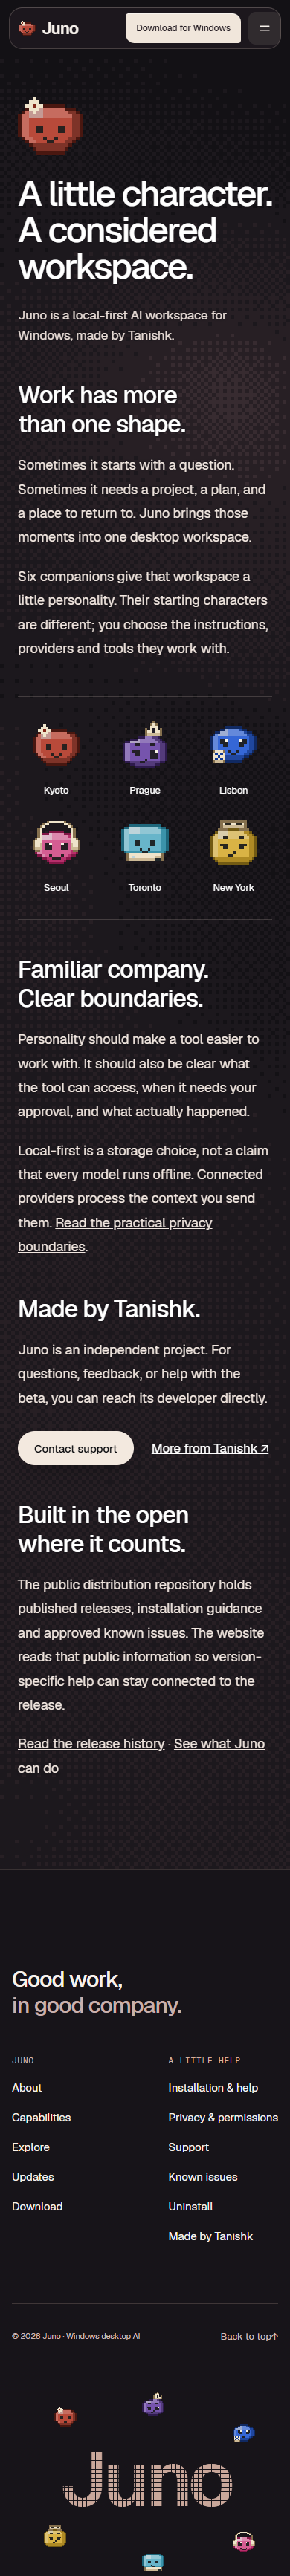 Juno
Download for Windows
A little character.
A considered
workspace.
Juno is a local-first AI workspace for
Windows, made by Tanishk.
Work has more
than one shape.
Sometimes it starts with a question.
Sometimes it needs a project, a plan, and
a place to return to. Juno brings those
moments into one desktop workspace.
Six companions give that workspace a
little personality. Their starting characters
are different; you choose the instructions,
providers and tools they work with.
Kyoto
Prague
Lisbon
Seoul
Toronto
New York
Familiar company.
Clear boundaries.
Personality should make a tool easier to
work with. It should also be clear what
the tool can access, when it needs your
approval, and what actually happened.
Local-first is a storage choice, not a claim
that every model runs offline. Connected
providers process the context you send
them. Read the practical privacy
boundaries.
Made by Tanishk.
Juno is an independent project. For
questions, feedback, or help with the
beta, you can reach its developer directly.
Contact support
More from Tanishk ↗
Built in the open
where it counts.
The public distribution repository holds
published releases, installation guidance
and approved known issues. The website
reads that public information so version-
specific help can stay connected to the
release.
Read the release history · See what Juno
can do
Good work,
in good company.
JUNO
About
Capabilities
Explore
Updates
Download
A LITTLE HELP
Installation & help
Privacy & permissions
Support
Known issues
Uninstall
Made by Tanishk
© 2026 Juno · Windows desktop AI
Back to top↑
Juno